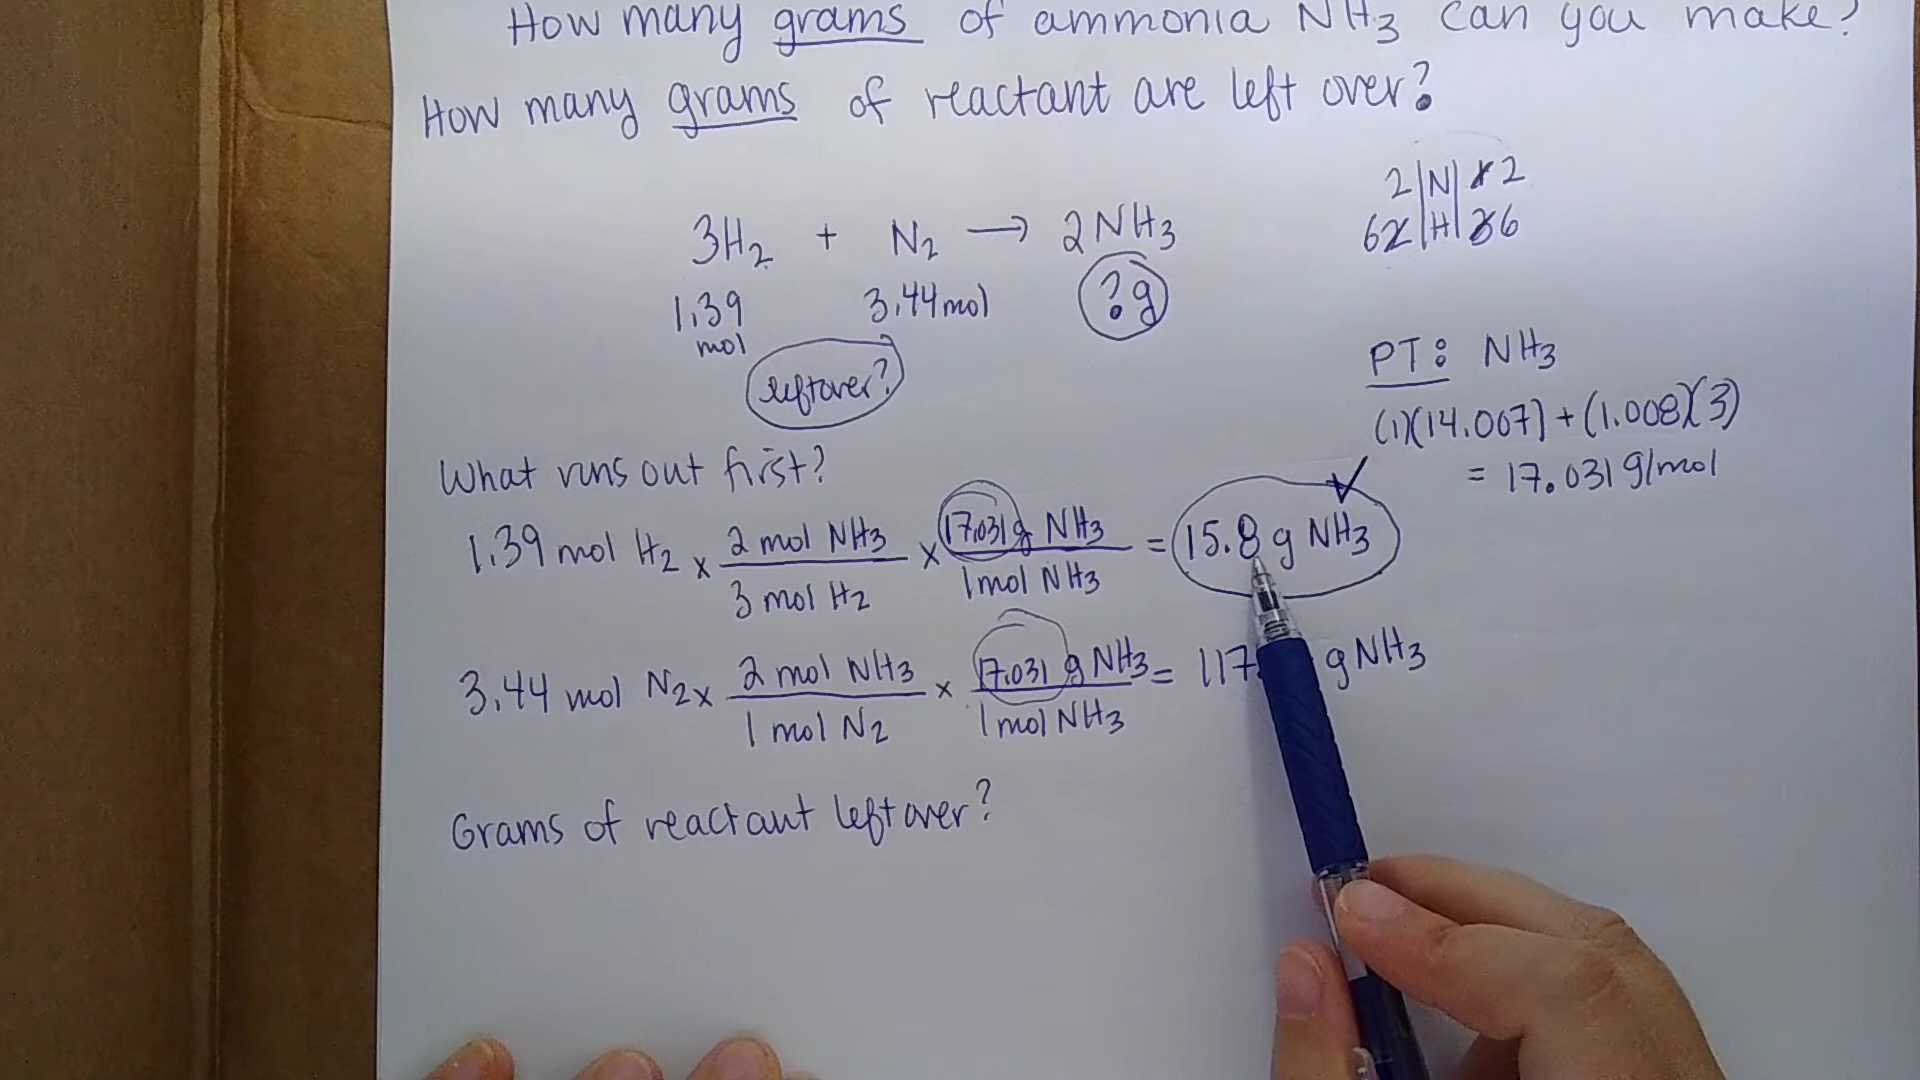 How many grams of ammonia NH3 can you make?
How many grams of reactant are left over?
3H2 + N2 → 2NH3
1.39 mol
3.44 mol
?g
leftover?
2 | N | 1 2
6 2 | H | 3 6
PT: NH3
(1)(14.007) + (1.008)(3)
= 17.031 g/mol
What runs out first?
1.39 mol H2 x 2 mol NH3 / 3 mol H2 x 17.031 g NH3 / 1 mol NH3 = 15.8 g NH3 ✓
3.44 mol N2 x 2 mol NH3 / 1 mol N2 x 17.031 g NH3 / 1 mol NH3 = 117 g NH3
Grams of reactant leftover?